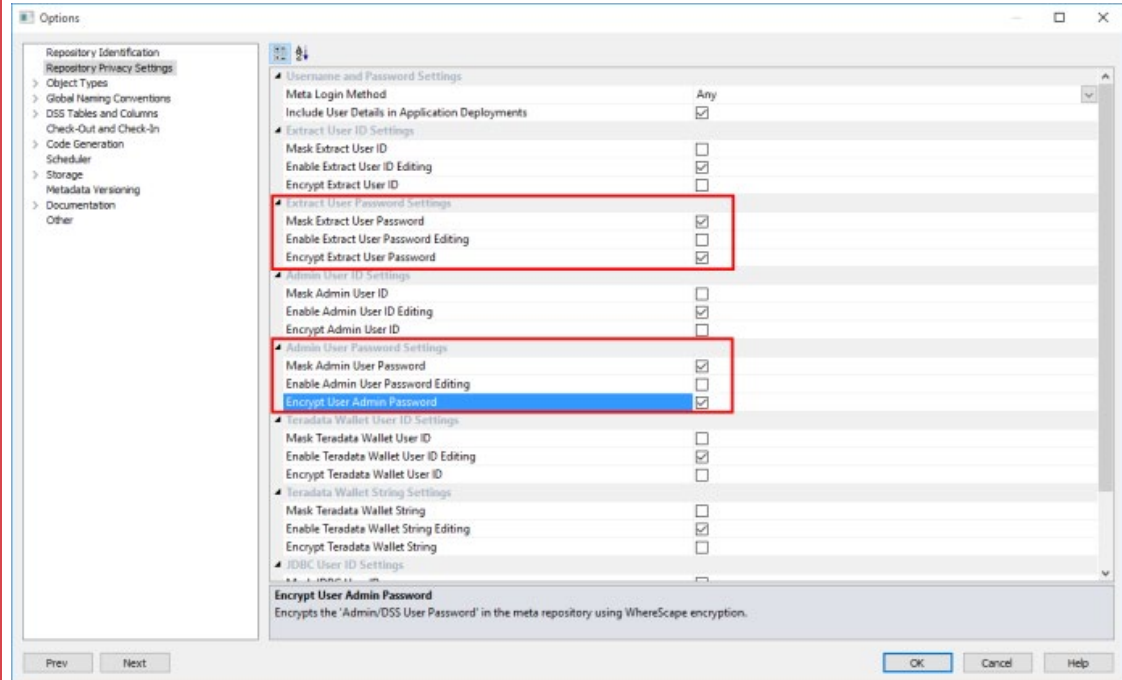 Options
Repository Identification
Repository Privacy Settings
Object Types
Global Naming Conventions
DSS Tables and Columns
Check-Out and Check-In
Code Generation
Scheduler
Storage
Metadata Versioning
Documentation
Other
Username and Password Settings
Meta Login Method Any
Include User Details in Application Deployments
Extract User ID Settings
Mask Extract User ID
Enable Extract User ID Editing
Encrypt Extract User ID
Extract User Password Settings
Mask Extract User Password
Enable Extract User Password Editing
Encrypt Extract User Password
Admin User ID Settings
Mask Admin User ID
Enable Admin User ID Editing
Encrypt Admin User ID
Admin User Password Settings
Mask Admin User Password
Enable Admin User Password Editing
Encrypt User Admin Password
Teradata Wallet User ID Settings
Mask Teradata Wallet User ID
Enable Teradata Wallet User ID Editing
Encrypt Teradata Wallet User ID
Teradata Wallet String Settings
Mask Teradata Wallet String
Enable Teradata Wallet String Editing
Encrypt Teradata Wallet String
JDBC User ID Settings
Encrypt User Admin Password
Encrypts the 'Admin/DSS User Password' in the meta repository using WhereScape encryption.
Prev Next OK Cancel Help